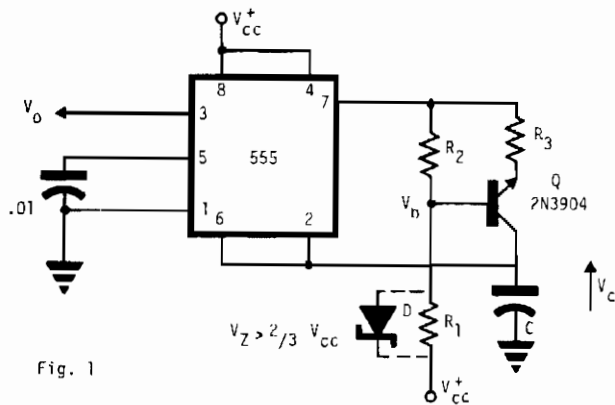 V+cc
8
4
7
Vo
3
R3
R2
5
555
Q
2N3904
Vb
.01
1
6
2
Vc
D
R1
C
VZ > 2/3 Vcc
Fig. 1
V+cc